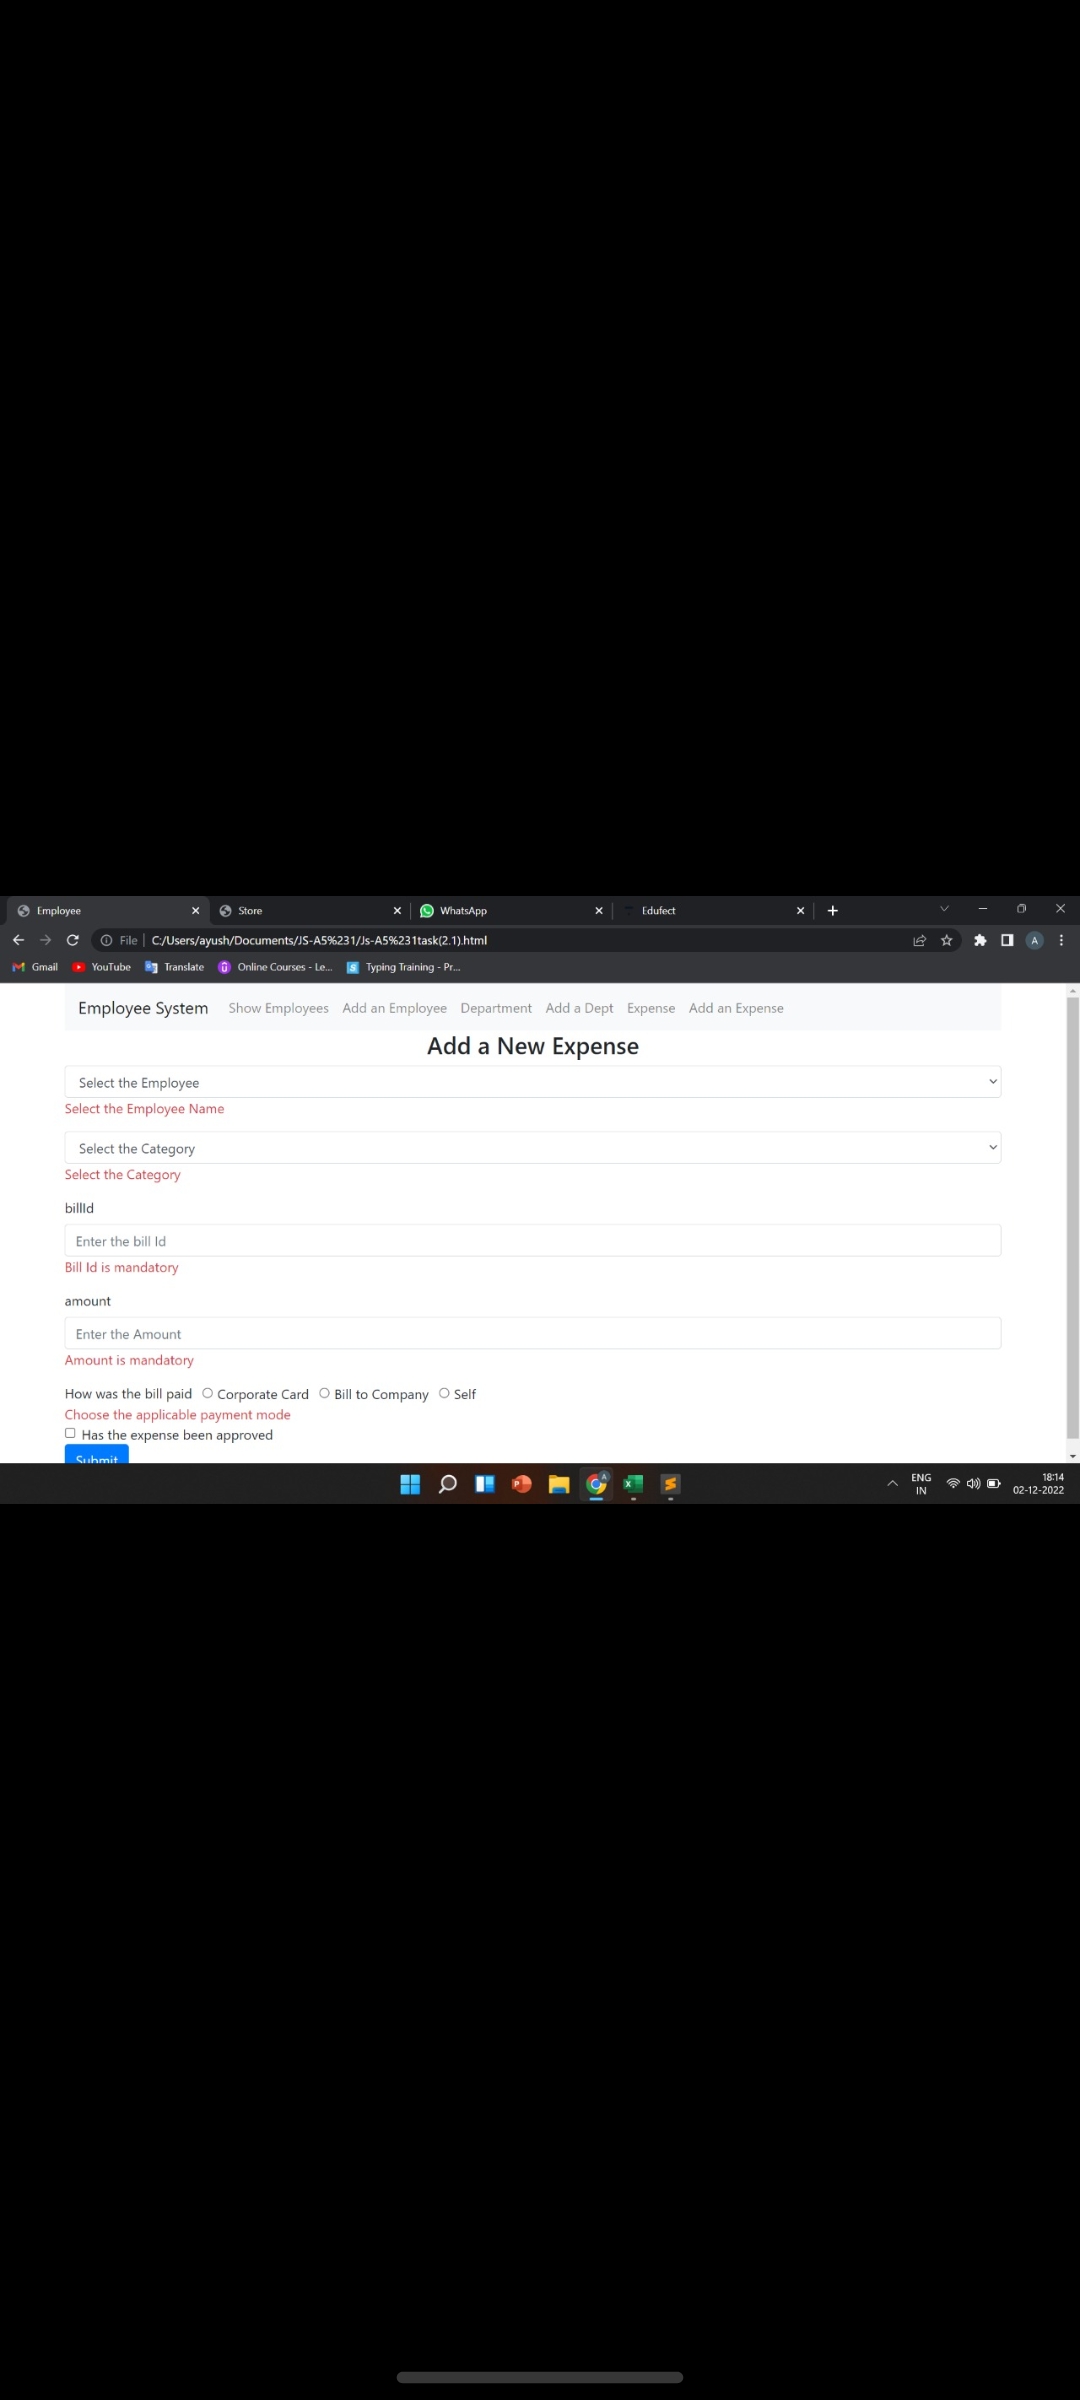 Employee
Store
WhatsApp
Edufect
File C:/Users/ayush/Documents/JS-A5%231/Js-A5%231task(2.1).html
A
Gmail YouTube Translate Online Courses - Le... Typing Training - Pr...
Employee System Show Employees Add an Employee Department Add a Dept Expense Add an Expense
Add a New Expense
Select the Employee
Select the Employee Name
Select the Category
Select the Category
billId
Enter the bill Id
Bill Id is mandatory
amount
Enter the Amount
Amount is mandatory
How was the bill paid Corporate Card Bill to Company Self
Choose the applicable payment mode
Has the expense been approved
Submit
ENG
IN
18:14
02-12-2022